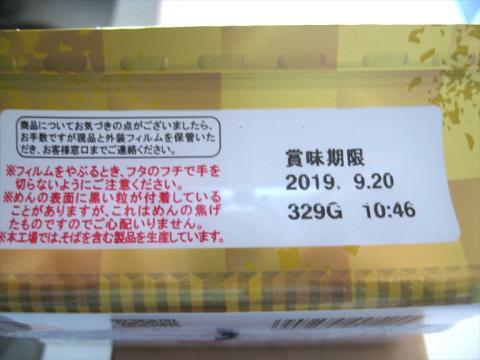 商品についてお気づきの点がございましたら、
お手数ですが現品と外装フィルムを保管いた
だき、お客様窓口までご連絡ください。
※フィルムをやぶるとき、フタのフチで手を
切らないようにご注意ください。
※めんの表面に黒い粒が付着している
ことがありますが、これはめんの焦げ
たものですのでご心配いりません。
※本工場では、そばを含む製品を生産しています。
賞味期限
2019. 9.20
329G 10:46